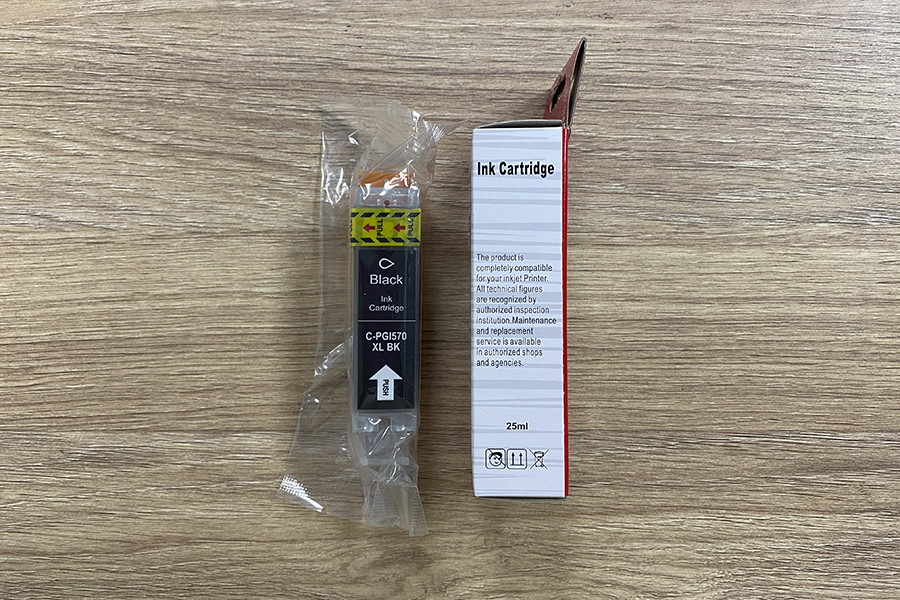 PULL PULL
Black
Ink
Cartridge
C-PGI570
XL BK
PUSH
Ink Cartridge
The product is
completely compatible
for your inkjet Printer.
All technical figures
are recognized by
authorized inspection
institution.Maintenance
and replacement
service is available
in authorized shops
and agencies.
25ml